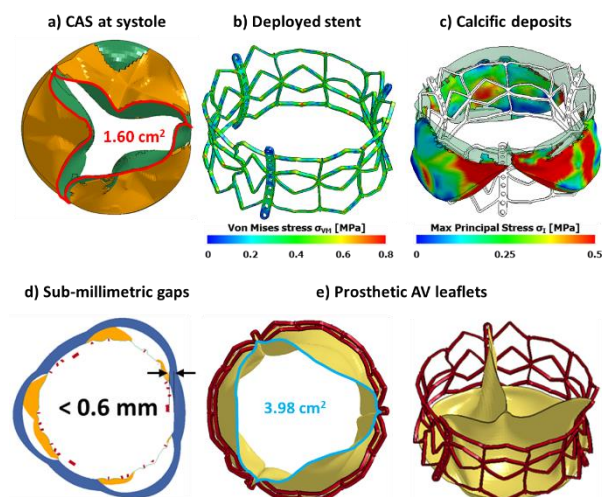 a) CAS at systole
b) Deployed stent
c) Calcific deposits
1.60 cm²
Von Mises stress σVM [MPa]
0 0.2 0.4 0.6 0.8
Max Principal Stress σI [MPa]
0 0.25 0.5
d) Sub-millimetric gaps
e) Prosthetic AV leaflets
< 0.6 mm
3.98 cm²